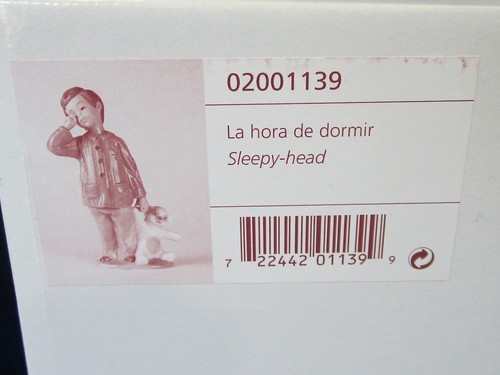 02001139
La hora de dormir
Sleepy-head
7 22442 01139 9